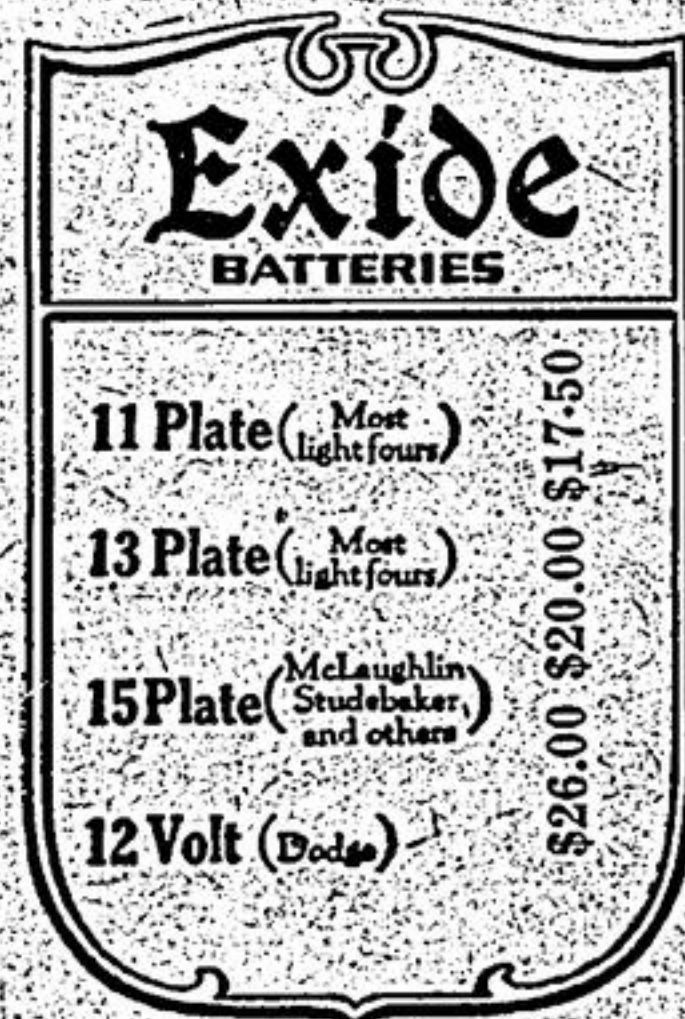 Exide
BATTERIES
11 Plate (Most
light fours)
13 Plate (Most
light fours)
15 Plate (McLaughlin
Studebaker,
and others)
12 Volt (Dodge)
$26.00 $20.00 $17.50